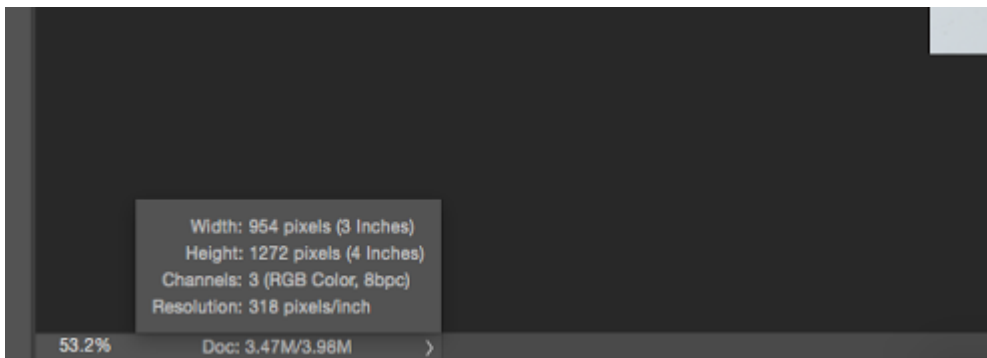 Width: 954 pixels (3 Inches)
Height: 1272 pixels (4 Inches)
Channels: 3 (RGB Color, 8bpc)
Resolution: 318 pixels/inch
53.2% Doc: 3.47M/3.98M